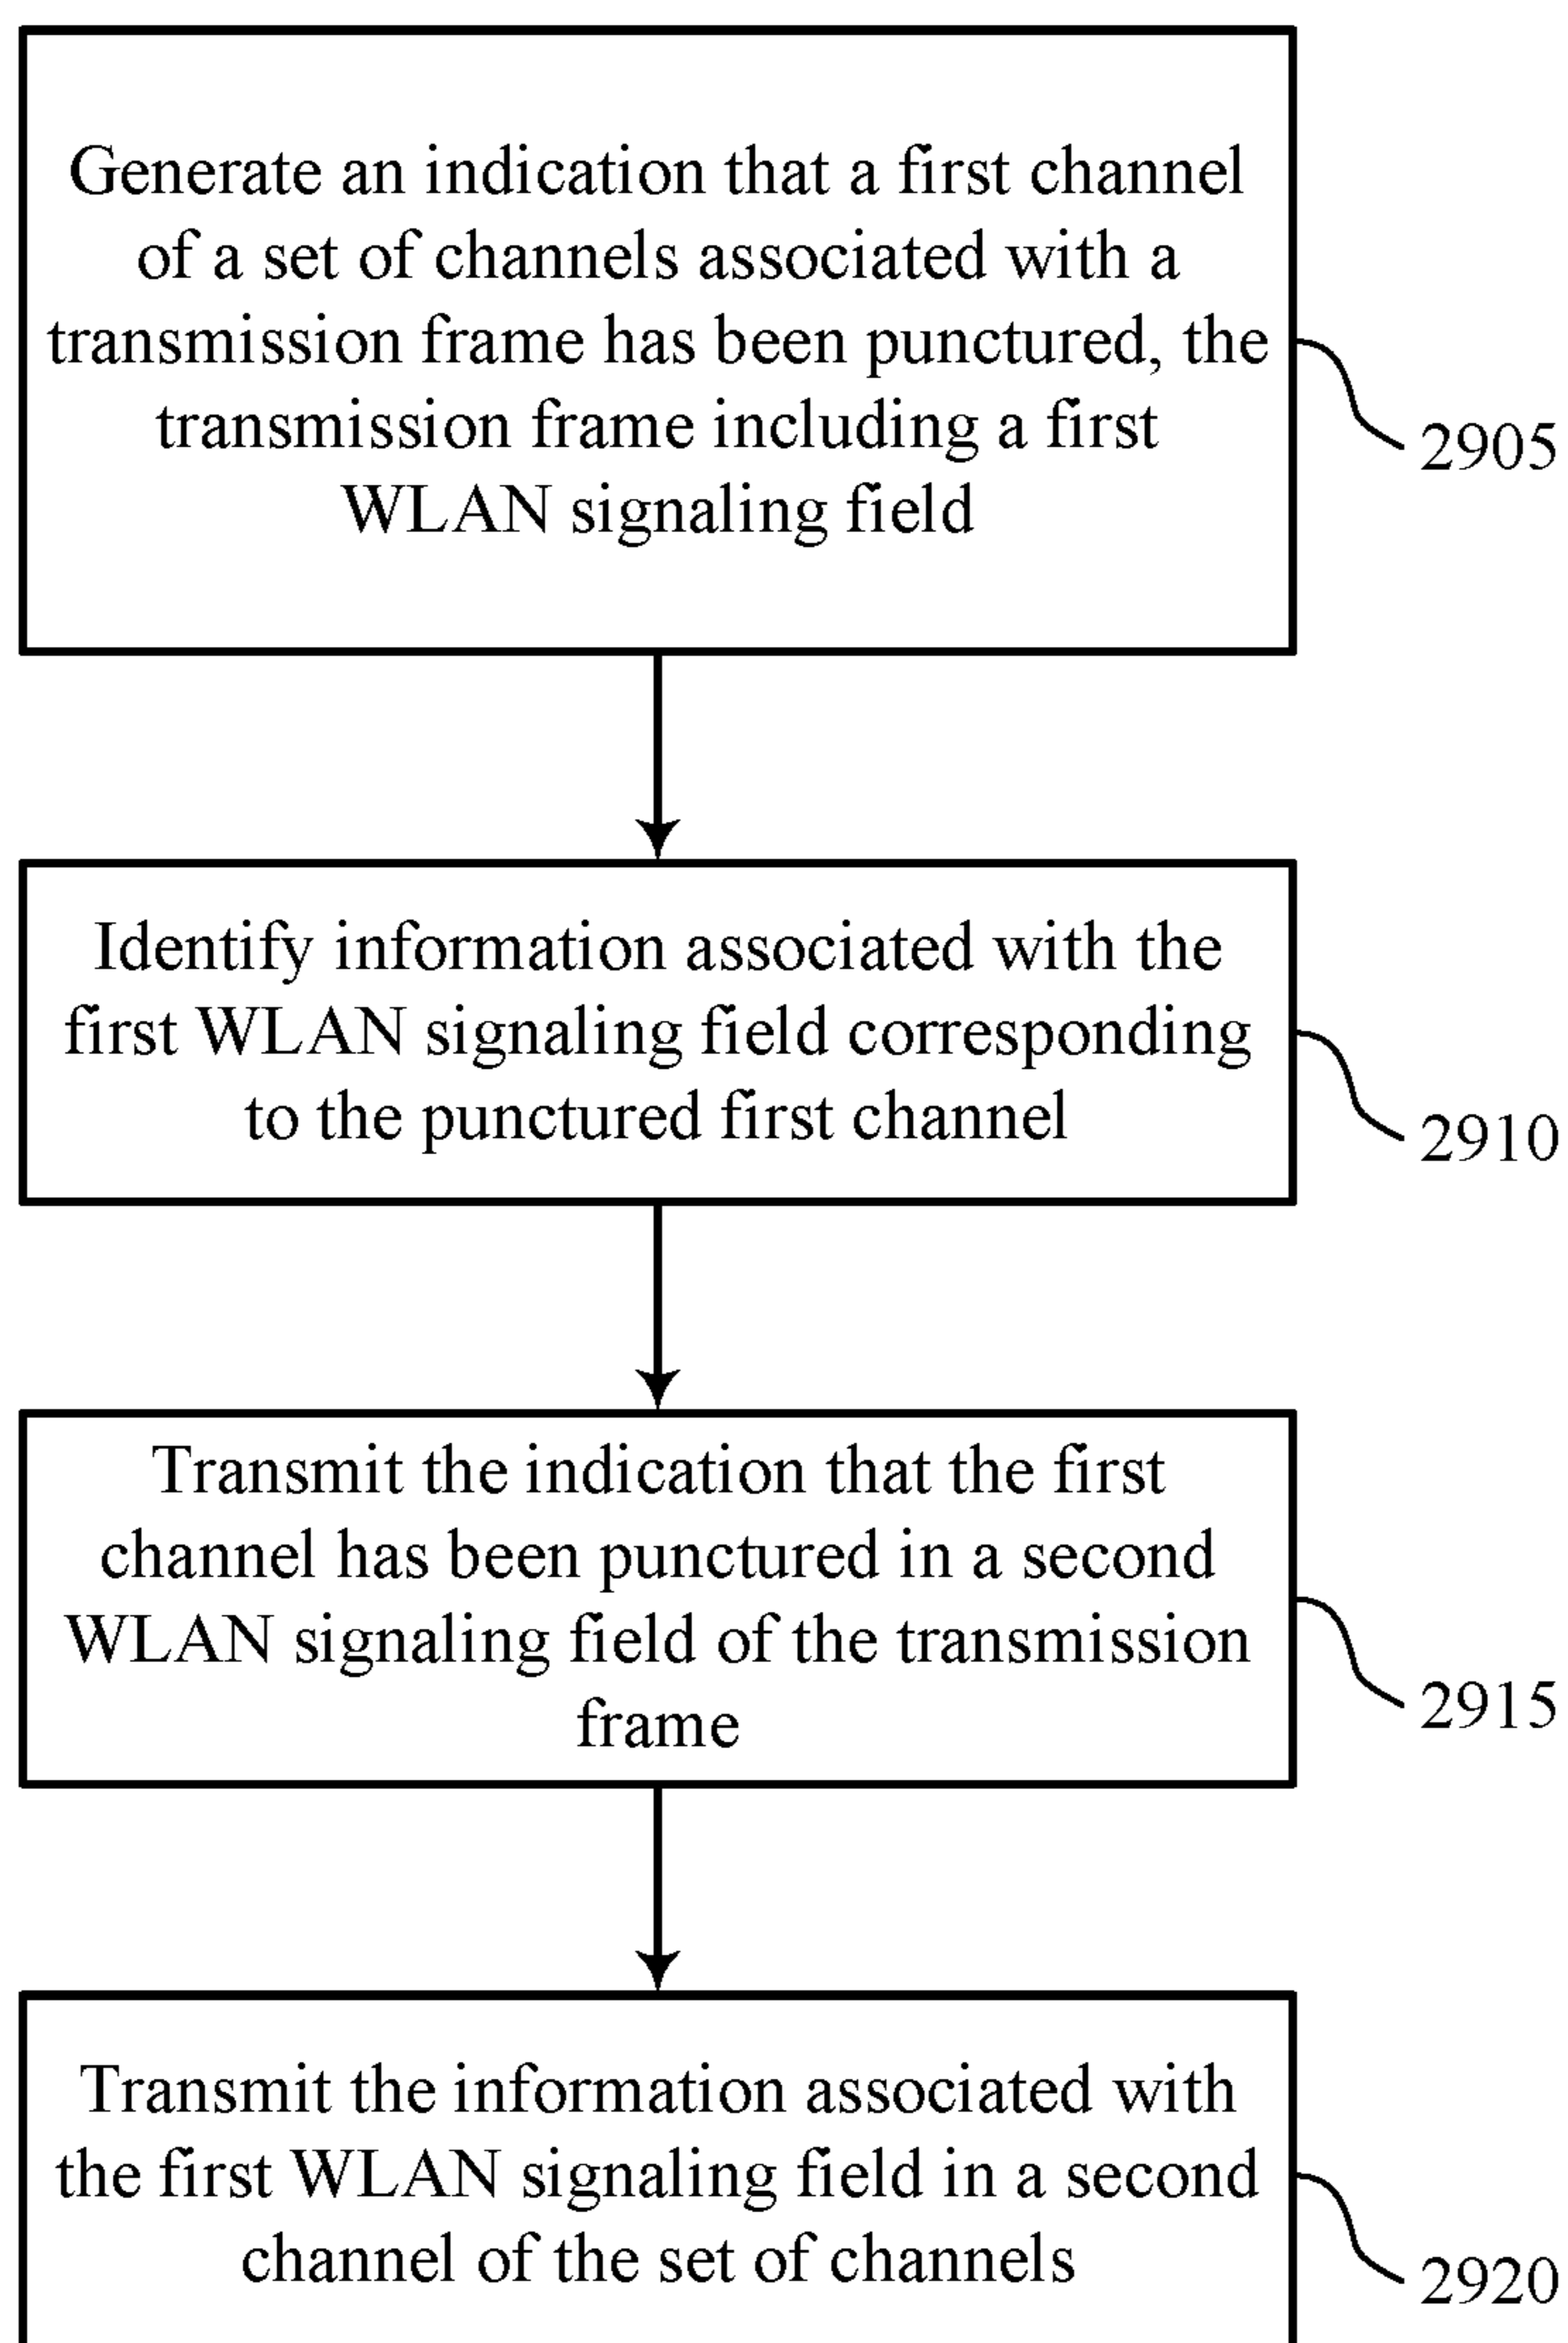 Generate an indication that a first channel
of a set of channels associated with a
transmission frame has been punctured, the
transmission frame including a first
WLAN signaling field
2905
Identify information associated with the
first WLAN signaling field corresponding
to the punctured first channel
2910
Transmit the indication that the first
channel has been punctured in a second
WLAN signaling field of the transmission
frame
2915
Transmit the information associated with
the first WLAN signaling field in a second
channel of the set of channels
2920